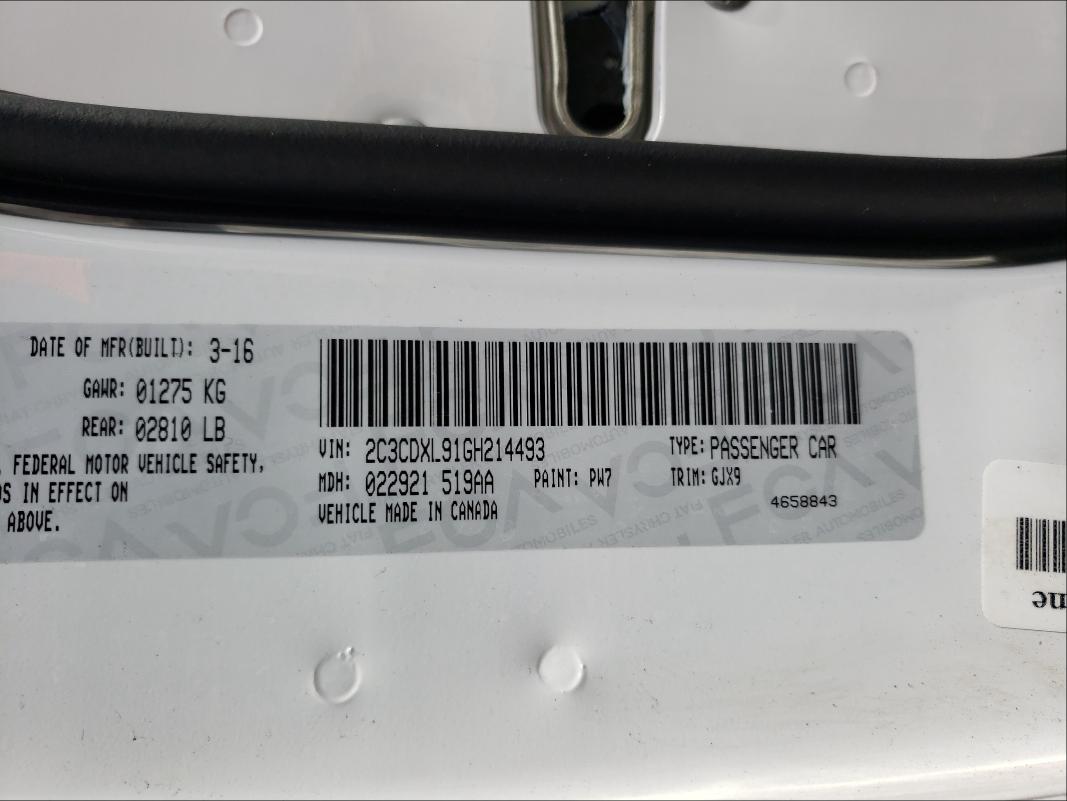 DATE OF MFR(BUILT): 3-16
GAWR: 01275 KG
REAR: 02810 LB
FEDERAL MOTOR VEHICLE SAFETY,
IN EFFECT ON
ABOVE.
VIN: 2C3CDXL91GH214493
TYPE: PASSENGER CAR
MDH: 022921 519AA
PAINT: PW7
TRIM: GJX9
VEHICLE MADE IN CANADA
4658843